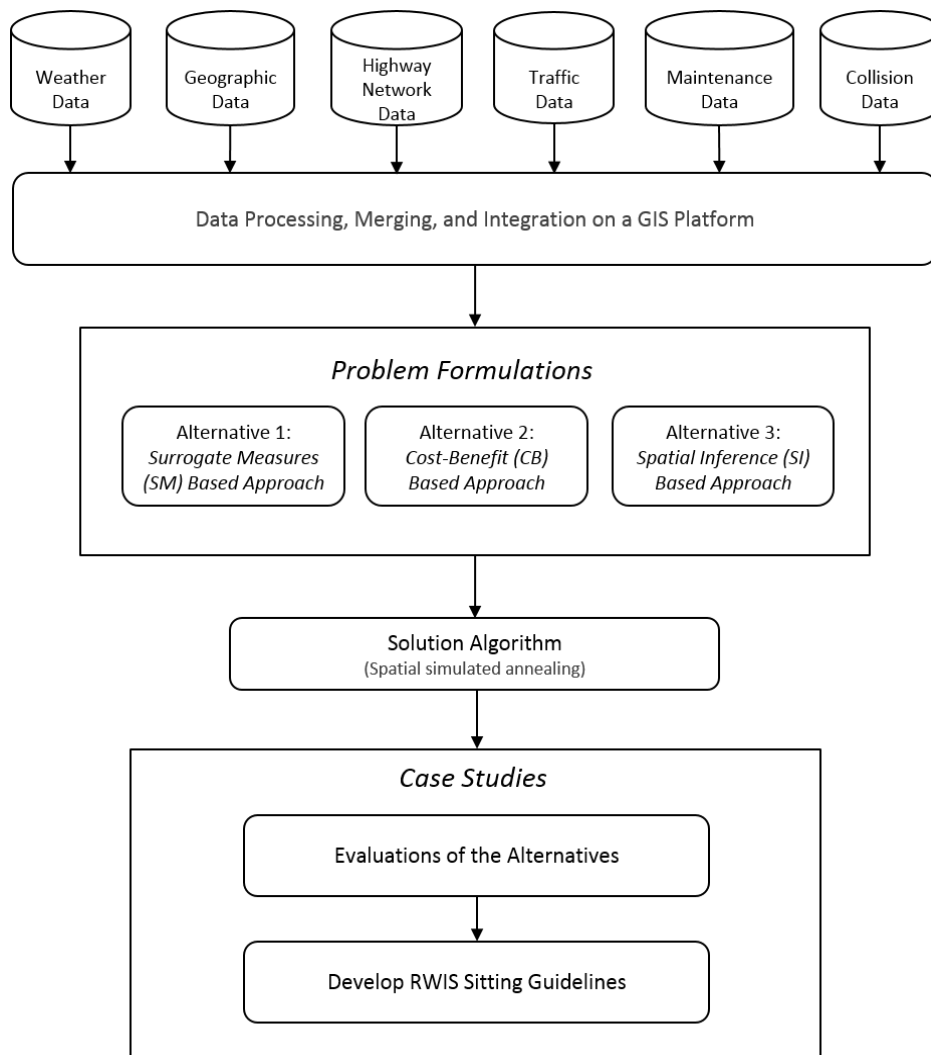 Weather
Data
Geographic
Data
Highway
Network
Data
Traffic
Data
Maintenance
Data
Collision
Data
Data Processing, Merging, and Integration on a GIS Platform
Problem Formulations
Alternative 1:
Surrogate Measures
(SM) Based Approach
Alternative 2:
Cost-Benefit (CB)
Based Approach
Alternative 3:
Spatial Inference (SI)
Based Approach
Solution Algorithm
(Spatial simulated annealing)
Case Studies
Evaluations of the Alternatives
Develop RWIS Sitting Guidelines